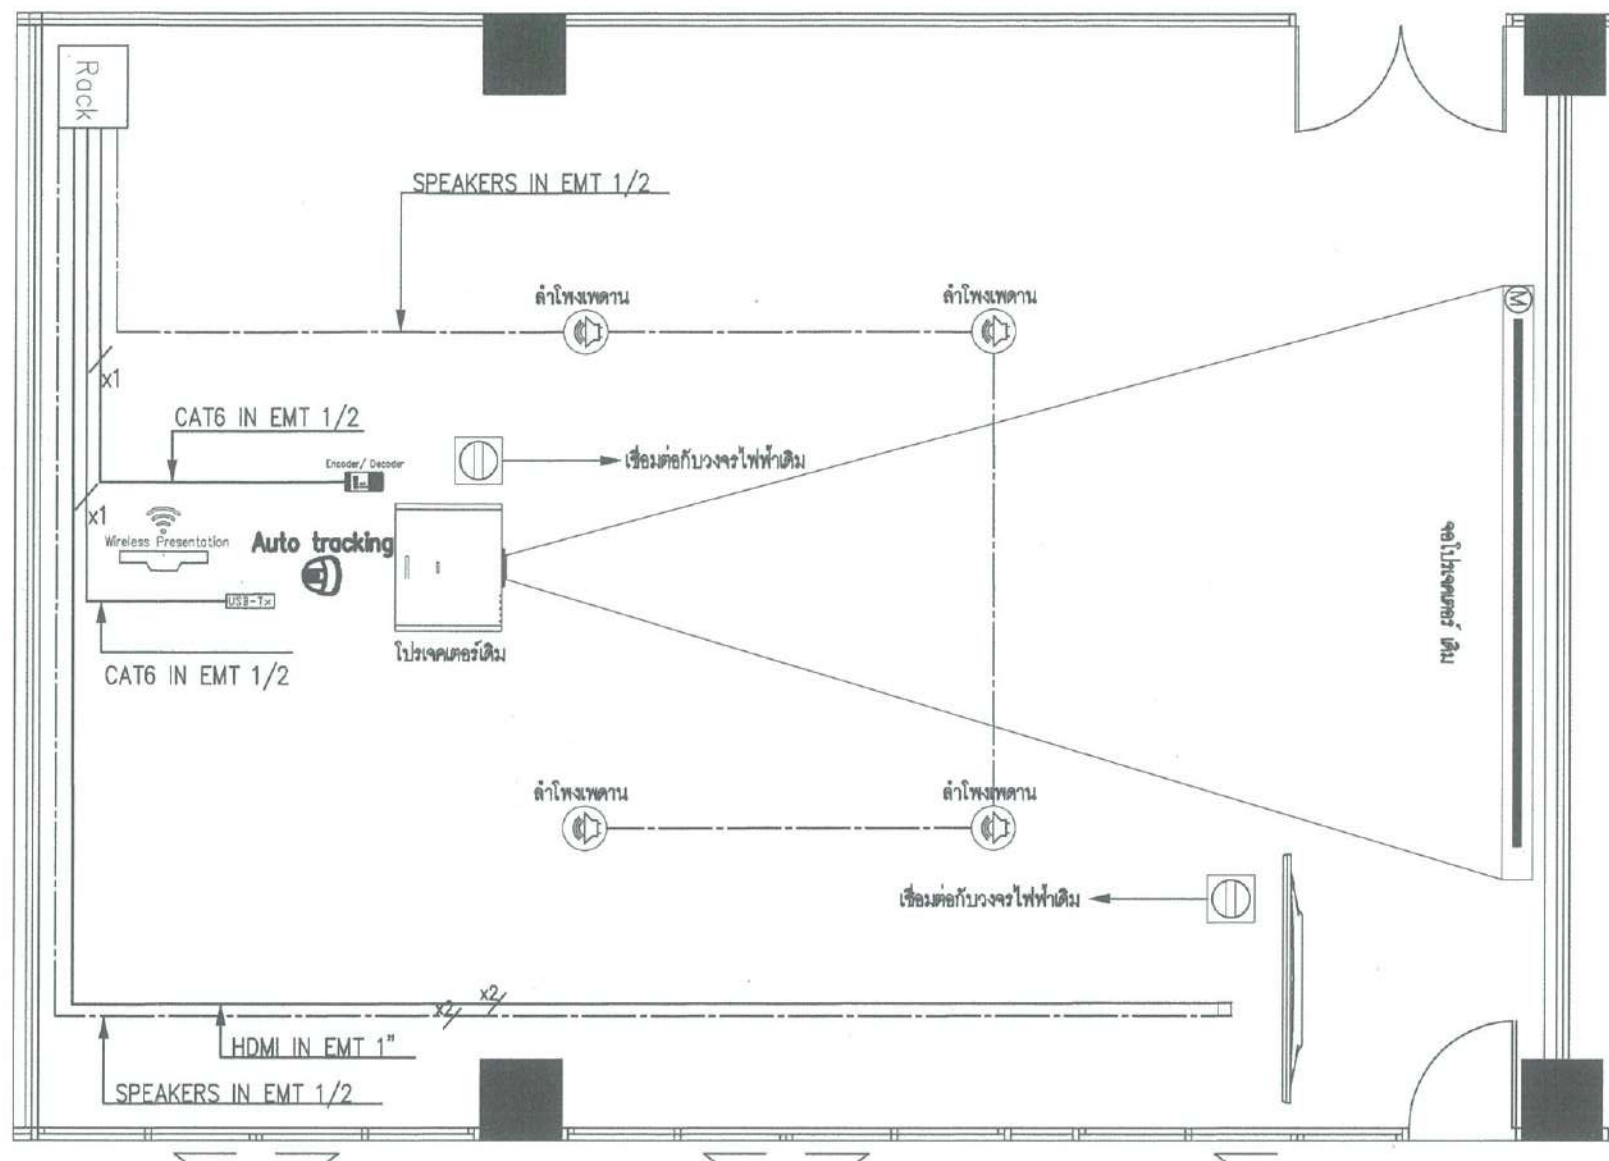 Rack
SPEAKERS IN EMT 1/2
ลำโพงเพดาน
ลำโพงเพดาน
M
x1
CAT6 IN EMT 1/2
Encoder/ Decoder
เชื่อมต่อกับวงจรไฟฟ้าเดิม
x1
Wireless Presentation
Auto tracking
จอโปรเจคเตอร์ เดิม
USB-Tx
โปรเจคเตอร์เดิม
CAT6 IN EMT 1/2
ลำโพงเพดาน
ลำโพงเพดาน
เชื่อมต่อกับวงจรไฟฟ้าเดิม
x2
x2
HDMI IN EMT 1"
SPEAKERS IN EMT 1/2